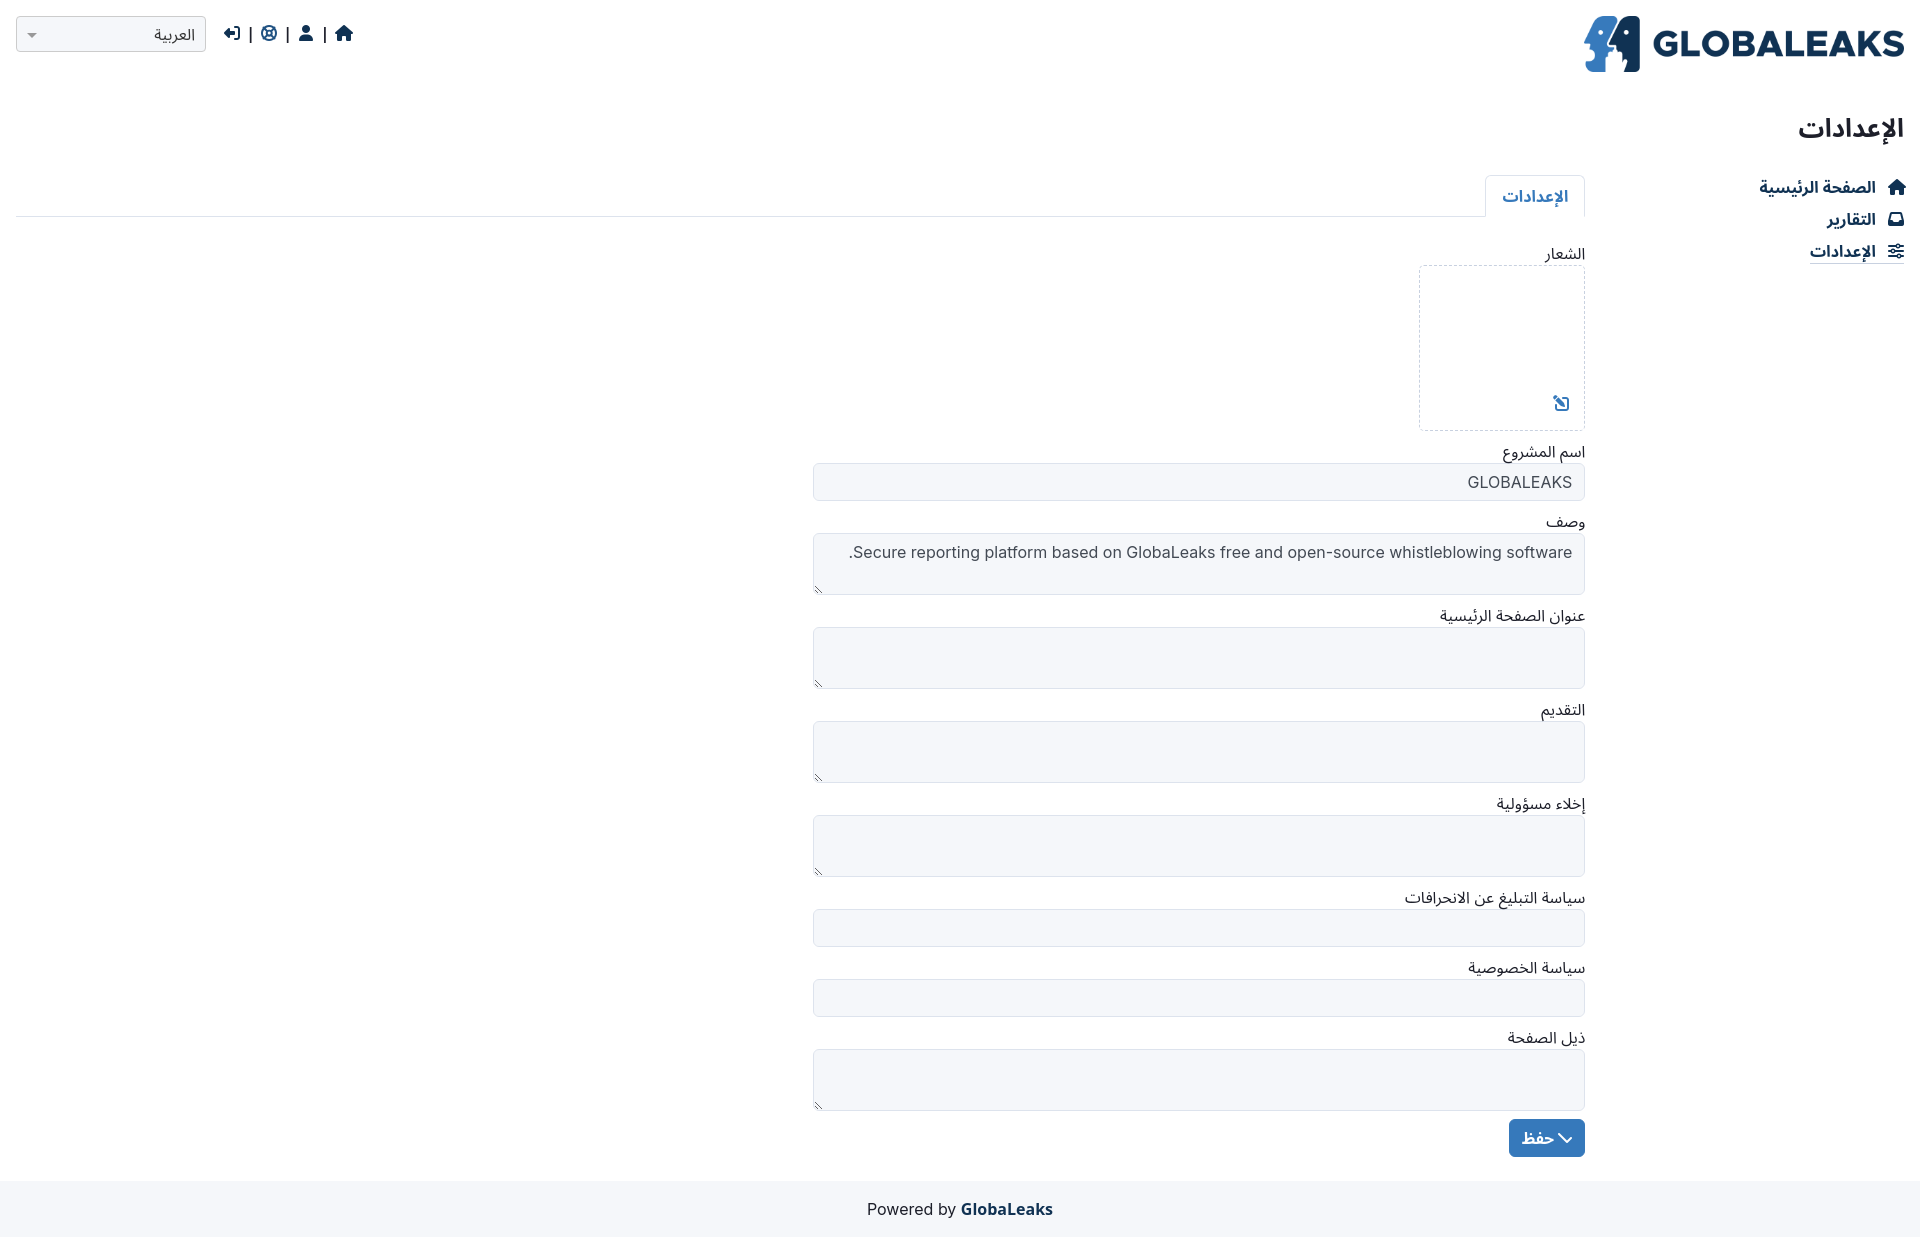 GLOBALEAKS
| | |
العربية
الإعدادات
الصفحة الرئيسية
التقارير
الإعدادات
الإعدادات
الشعار
اسم المشروع
GLOBALEAKS
وصف
Secure reporting platform based on GlobaLeaks free and open-source whistleblowing software.
عنوان الصفحة الرئيسية
التقديم
إخلاء مسؤولية
سياسة التبليغ عن الانحرافات
سياسة الخصوصية
ذيل الصفحة
حفظ
Powered by GlobaLeaks